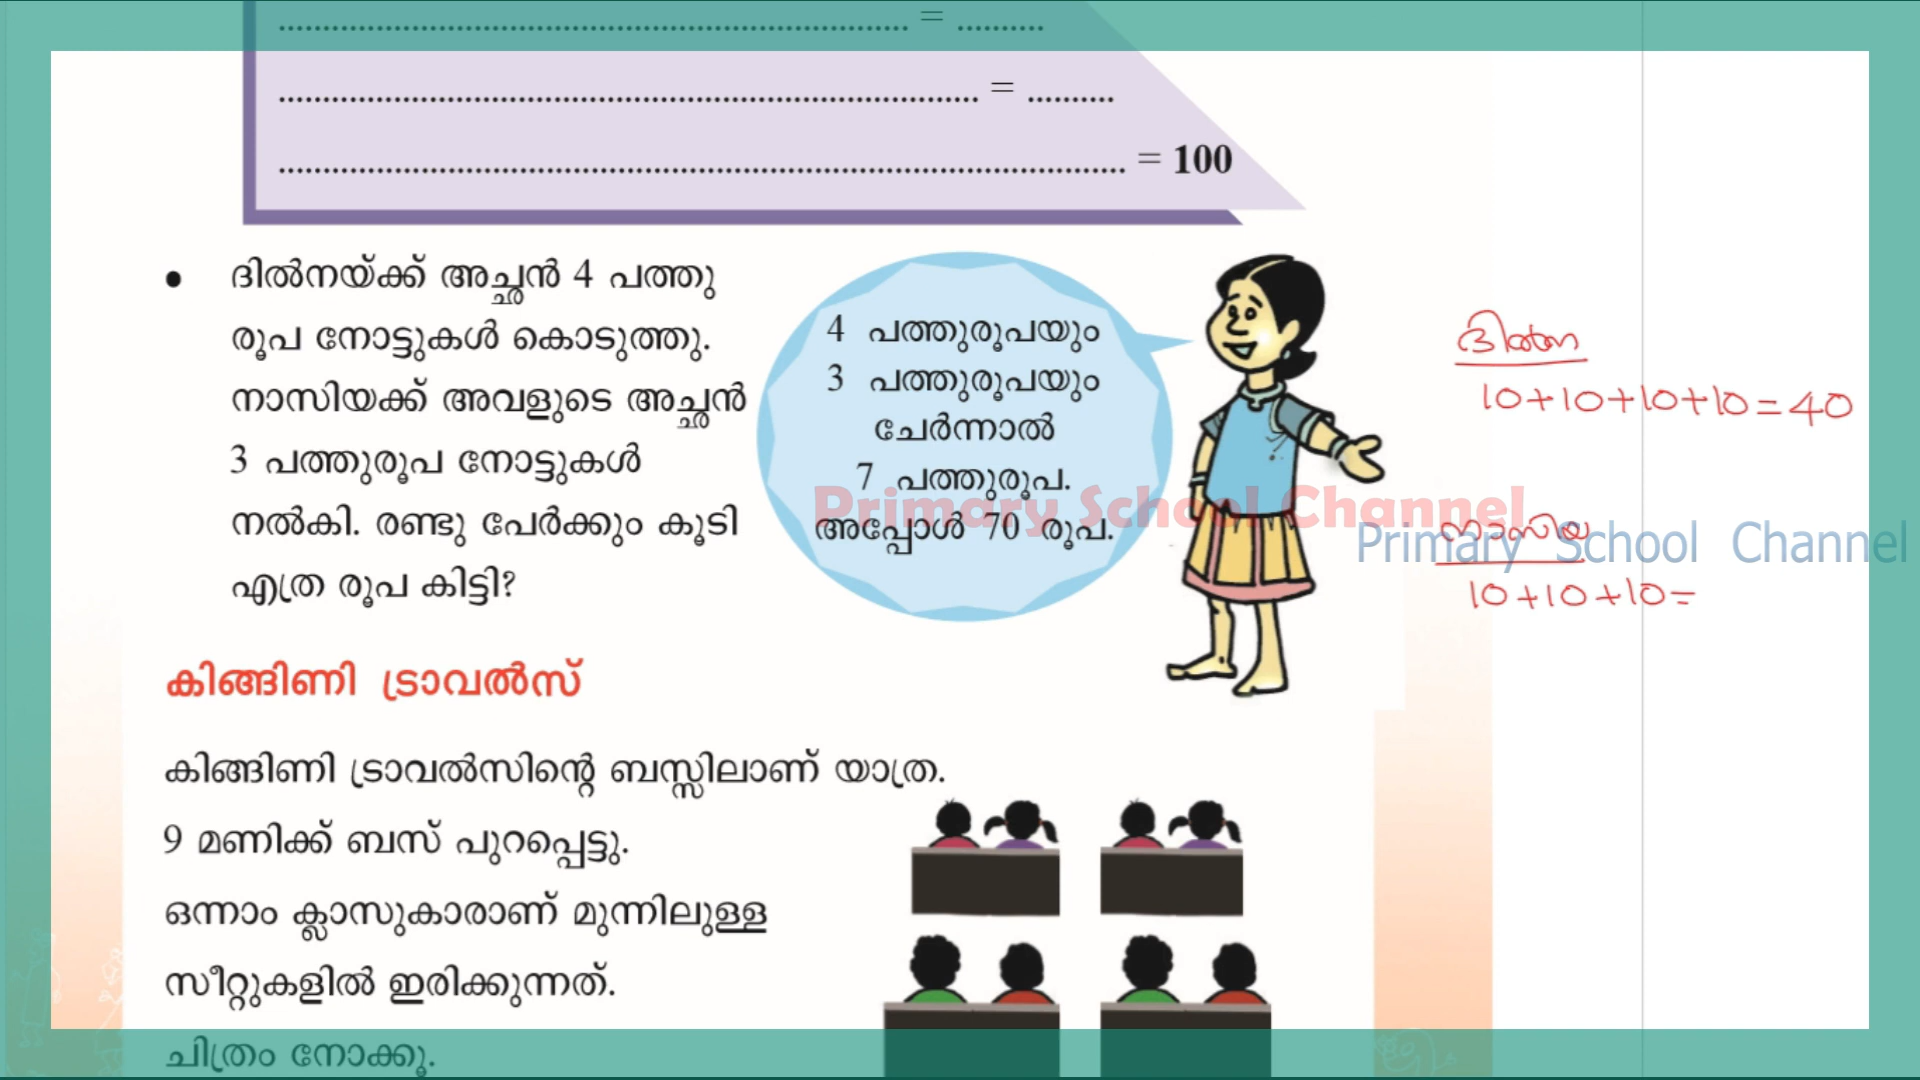 .......................................................... = ..........
.......................................................... = ..........
.......................................................... = 100
● ദിൽനയ്ക്ക് അച്ഛൻ 4 പത്തു
രൂപ നോട്ടുകൾ കൊടുത്തു.
നാസിയക്ക് അവളുടെ അച്ഛൻ
3 പത്തുരൂപ നോട്ടുകൾ
നൽകി. രണ്ടു പേർക്കും കൂടി
എത്ര രൂപ കിട്ടി?
4 പത്തുരൂപയും
3 പത്തുരൂപയും
ചേർന്നാൽ
7 പത്തുരൂപ.
അപ്പോൾ 70 രൂപ.
ദിൽന
10+10+10+10=40
Primary School Channel
നാസിയ
Primary School Channel
10+10+10=
കിങ്ങിണി ട്രാവൽസ്
കിങ്ങിണി ട്രാവൽസിന്റെ ബസ്സിലാണ് യാത്ര.
9 മണിക്ക് ബസ് പുറപ്പെട്ടു.
ഒന്നാം ക്ലാസുകാരാണ് മുന്നിലുള്ള
സീറ്റുകളിൽ ഇരിക്കുന്നത്.
ചിത്രം നോക്കൂ.